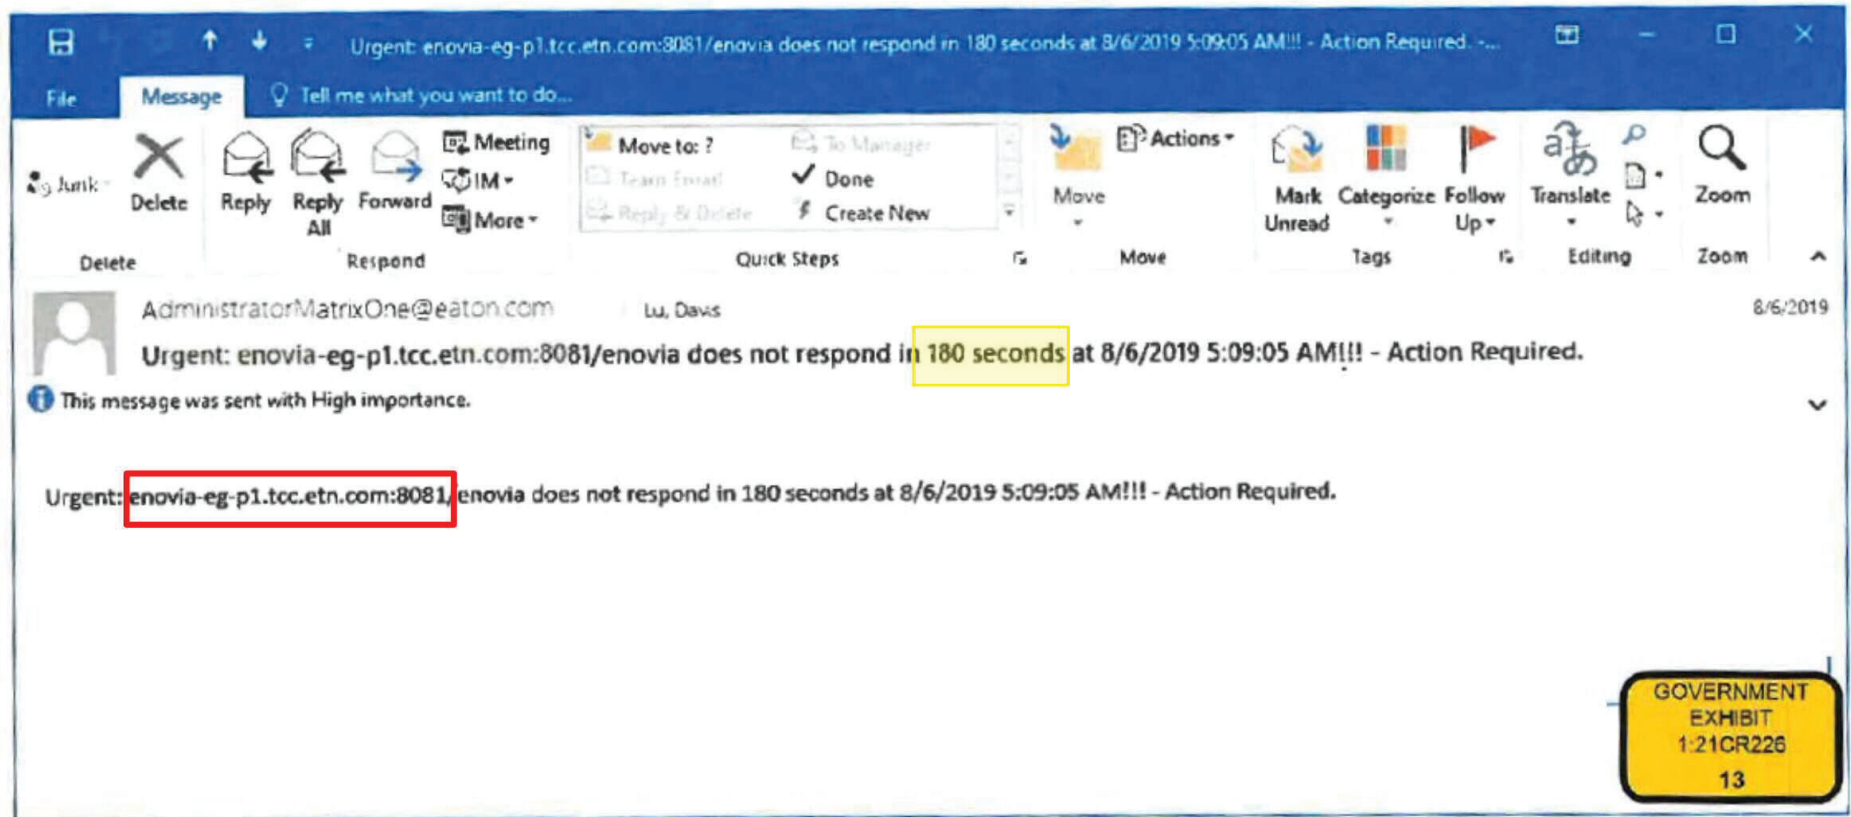 Urgent: enovia-eg-p1.tcc.etn.com:8081/enovia does not respond in 180 seconds at 8/6/2019 5:09:05 AM!!! - Action Required. -...
File Message Tell me what you want to do...
Junk
Delete
Reply
Reply All
Forward
Meeting
IM
More
Move to: ?
To Manager
Team Email
Done
Reply & Delete
Create New
Move
Actions
Mark Unread
Categorize
Follow Up
Translate
Zoom
Delete Respond Quick Steps Move Tags Editing Zoom
AdministratorMatrixOne@eaton.com Lu, Davis 8/6/2019
Urgent: enovia-eg-p1.tcc.etn.com:8081/enovia does not respond in 180 seconds at 8/6/2019 5:09:05 AM!!! - Action Required.
This message was sent with High importance.
Urgent: enovia-eg-p1.tcc.etn.com:8081/enovia does not respond in 180 seconds at 8/6/2019 5:09:05 AM!!! - Action Required.
GOVERNMENT
EXHIBIT
1:21CR226
13